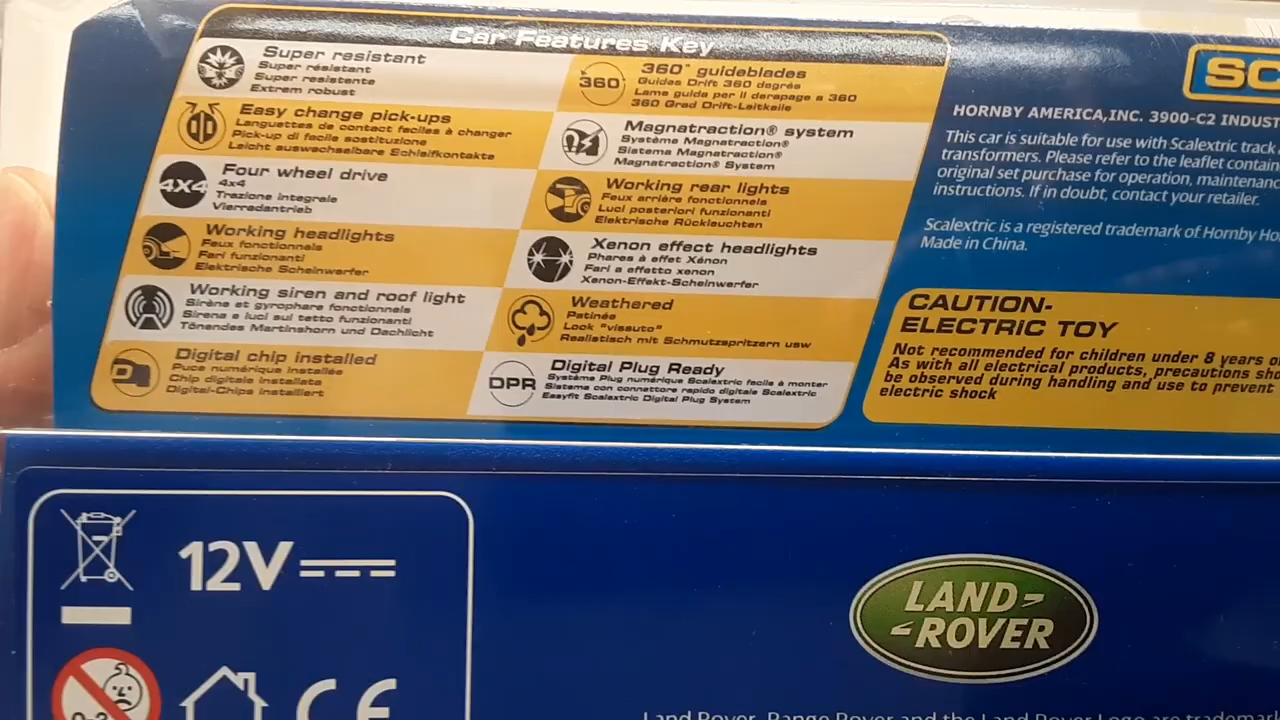 Car Features Key
Super resistant
Super résistant
Super resistente
Extrem robust
Easy change pick-ups
Languettes de contact faciles à changer
Pick-up di facile sostituzione
Leicht auswechselbare Schleifkontakte
4X4
Four wheel drive
4x4
Trazione integrale
Vierradantrieb
Working headlights
Feux fonctionnels
Fari funzionanti
Elektrische Scheinwerfer
Working siren and roof light
Sirène et gyrophare fonctionnels
Sirena e luci sul tetto funzionanti
Tönendes Martinshorn und Dachlicht
D
Digital chip installed
Puce numérique installée
Chip digitale installata
Digital-Chips installiert
360
360° guideblades
Guides Drift 360 degrés
Lame guida per il derapage a 360
360 Grad Drift-Leitkeile
Magnatraction® system
Système Magnatraction®
Sistema Magnatraction®
Magnatraction® System
Working rear lights
Feux arrière fonctionnels
Luci posteriori funzionanti
Elektrische Rückleuchten
Xenon effect headlights
Phares à effet Xénon
Fari a effetto xenon
Xenon-Effekt-Scheinwerfer
Weathered
Patinée
Look "vissuto"
Realistisch mit Schmutzspritzern usw
DPR
Digital Plug Ready
Système Plug numérique Scalextric facile à monter
Sistema con connettore rapido digitale Scalextric
Easyfit Scalextric Digital Plug System
SC
HORNBY AMERICA,INC. 3900-C2 INDUST
This car is suitable for use with Scalextric track
transformers. Please refer to the leaflet contain
original set purchase for operation, maintenanc
instructions. If in doubt, contact your retailer.
Scalextric is a registered trademark of Hornby Ho
Made in China.
CAUTION-
ELECTRIC TOY
Not recommended for children under 8 years o
As with all electrical products, precautions sho
be observed during handling and use to prevent
electric shock
12V
0-3
CE
LAND
ROVER
Land Rover, Range Rover and the Land Rover Logo are trademar